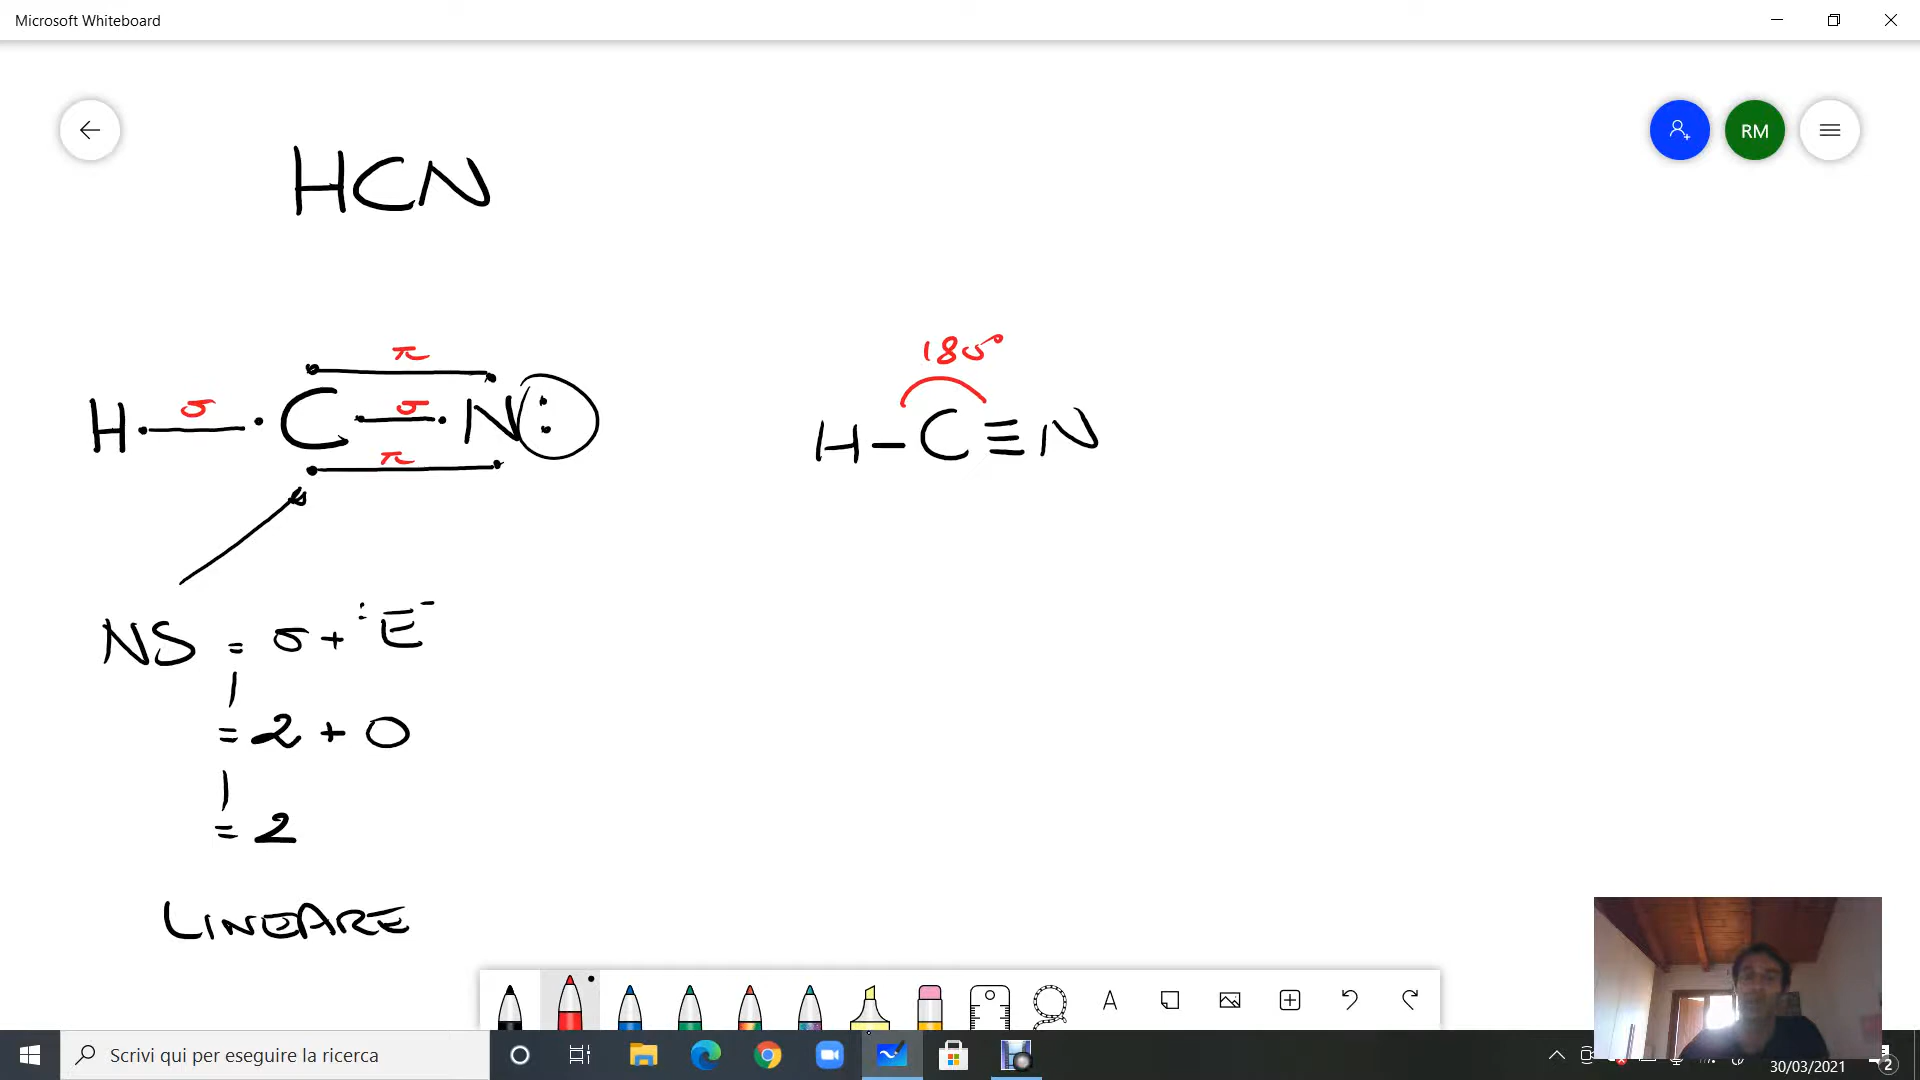 Microsoft Whiteboard
RM
HCN
π
H σ C σ N:
π
180°
H-C≡N
NS = σ + :E⁻
= 2 + 0
= 2
LINEARE
A
Scrivi qui per eseguire la ricerca
30/03/2021
2